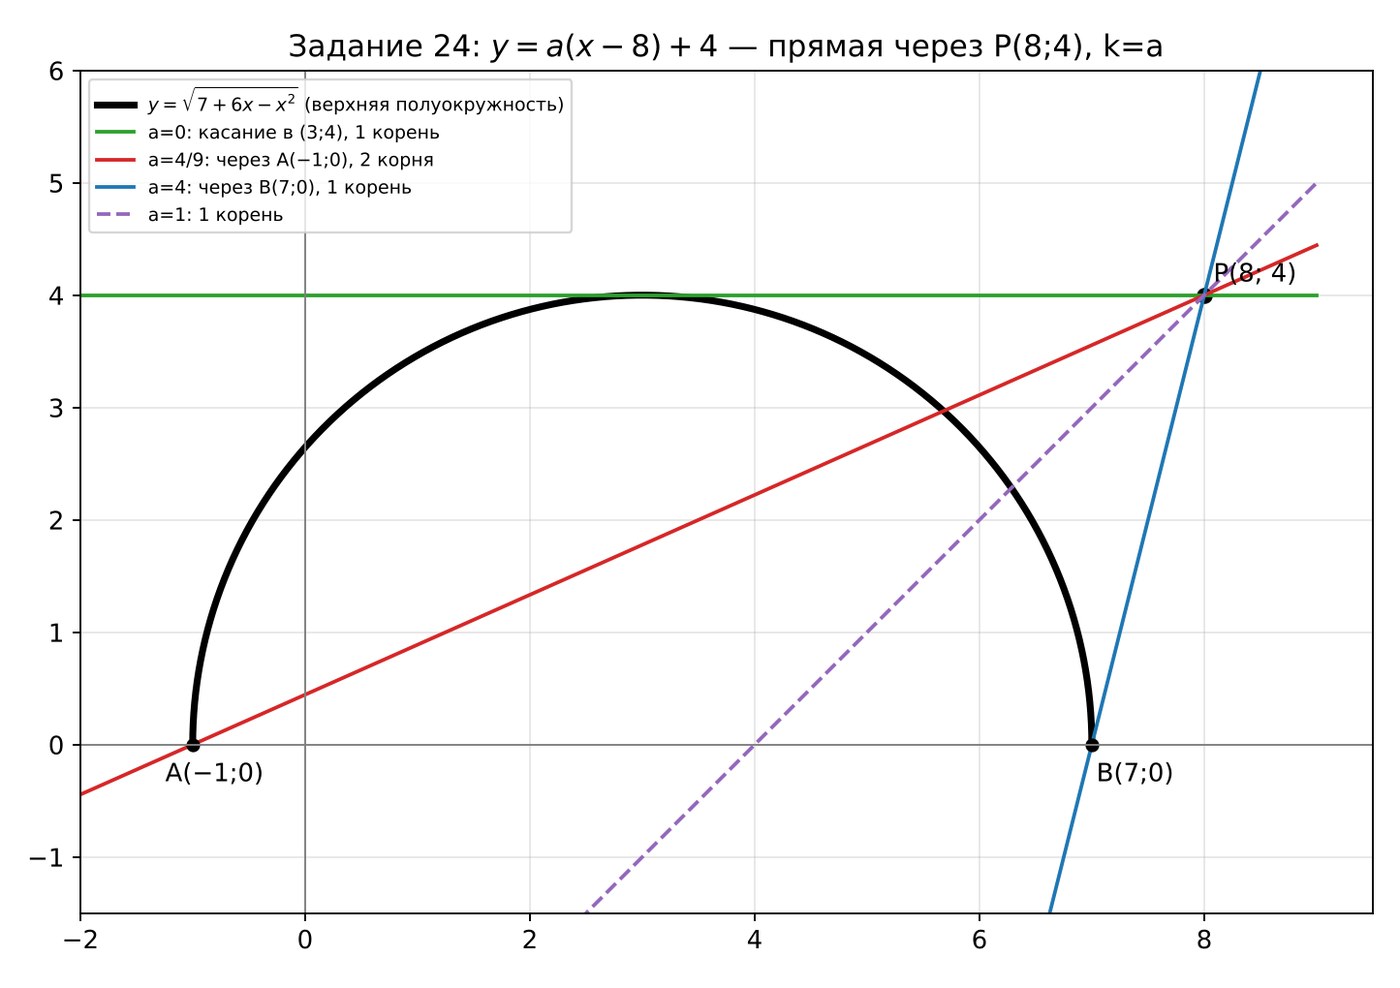 Задание 24: y = a(x − 8) + 4 — прямая через P(8;4), k=a
y = √7 + 6x − x² (верхняя полуокружность)
a=0: касание в (3;4), 1 корень
a=4/9: через A(−1;0), 2 корня
a=4: через B(7;0), 1 корень
a=1: 1 корень
6
5
4
3
2
1
0
−1
P(8; 4)
A(−1;0)
B(7;0)
−2 0 2 4 6 8